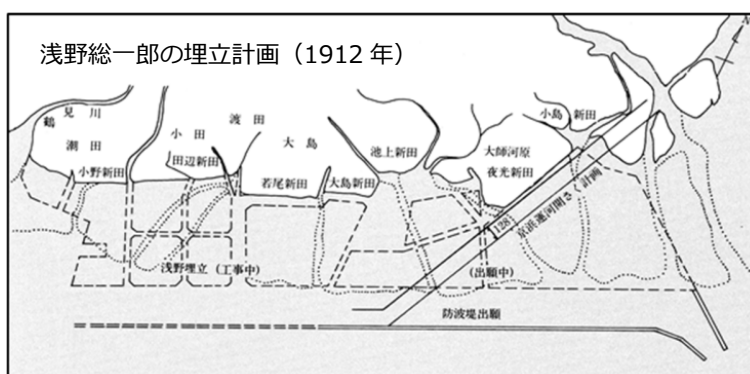 浅野総一郎の埋立計画（1912 年）
鶴見川
潮田
小野新田
小田
田辺新田
渡田
大島
若尾新田
大島新田
池上新田
大師河原
夜光新田
小島新田
京浜運河開さく計画
128
浅野埋立（工事中）
（出願中）
防波堤出願
N